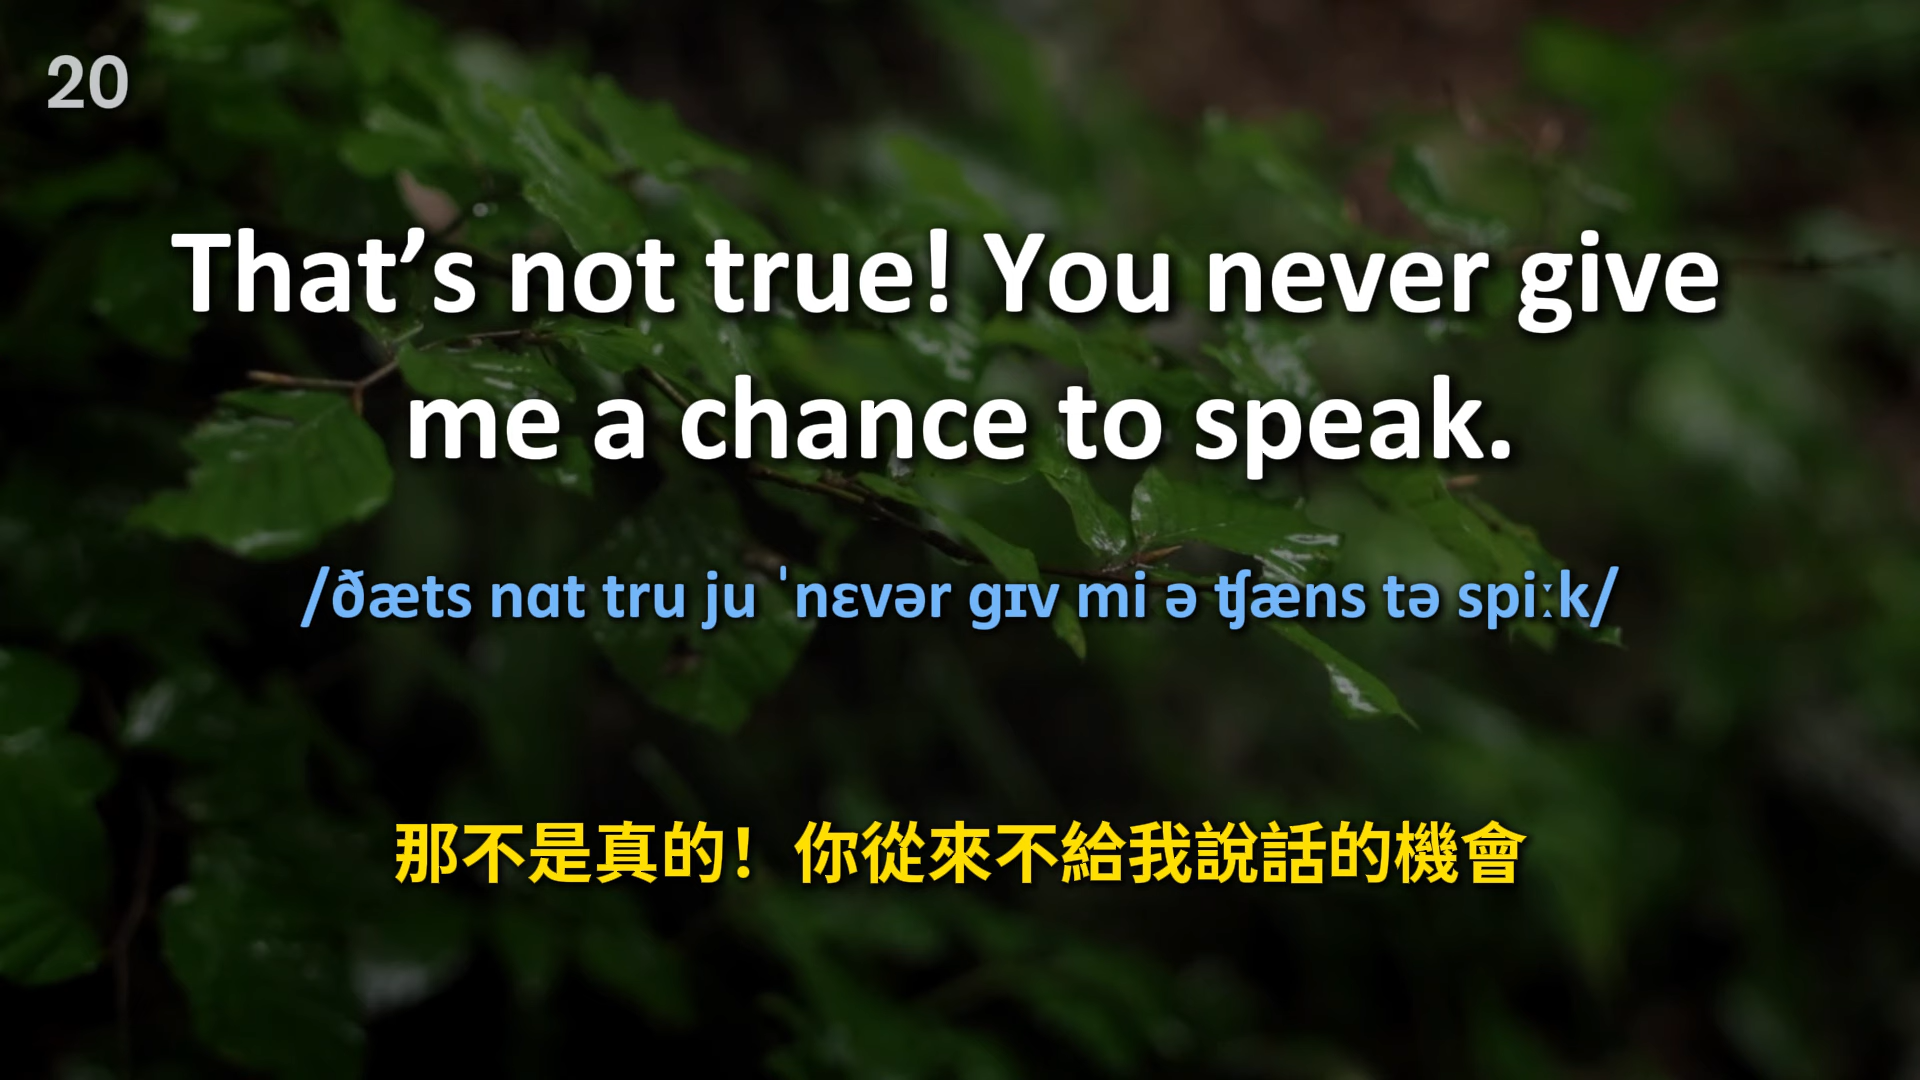 20
That’s not true! You never give
me a chance to speak.
/ðæts nɑt tru ju ˈnɛvər gɪv mi ə ʧæns tə spiːk/
那不是真的！你從來不給我說話的機會